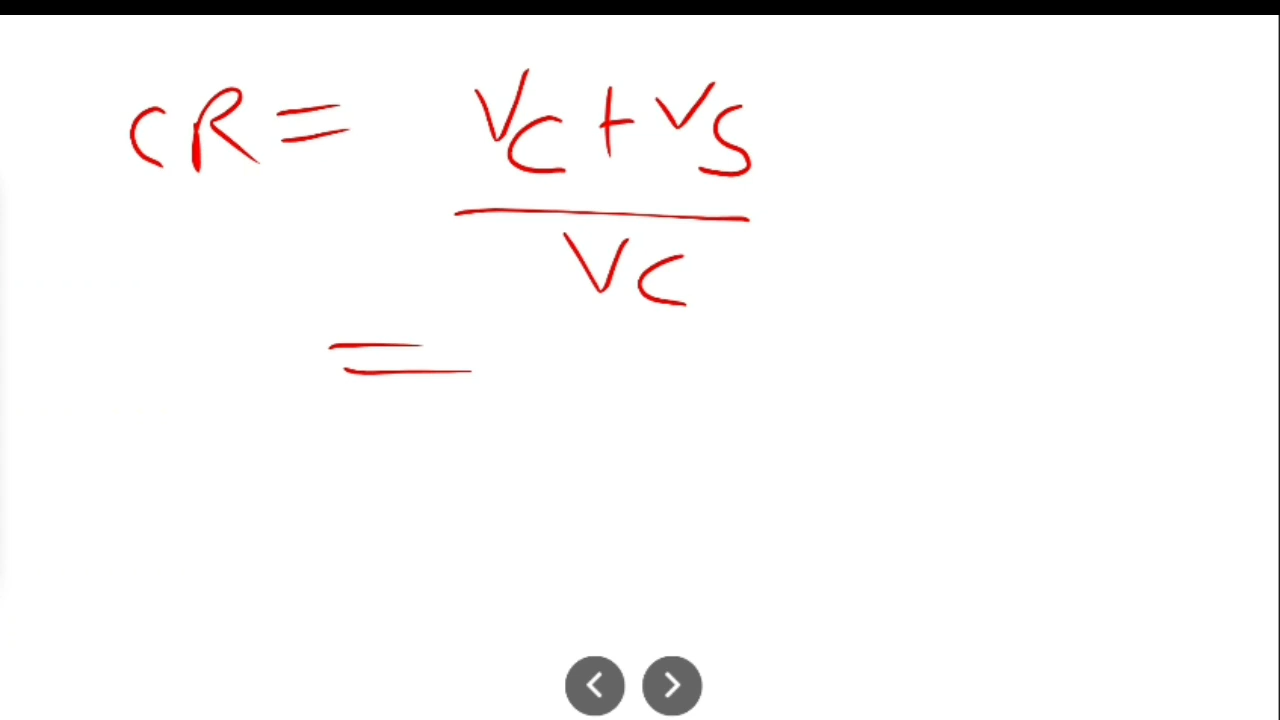 CR = Vc + Vs
Vc
=